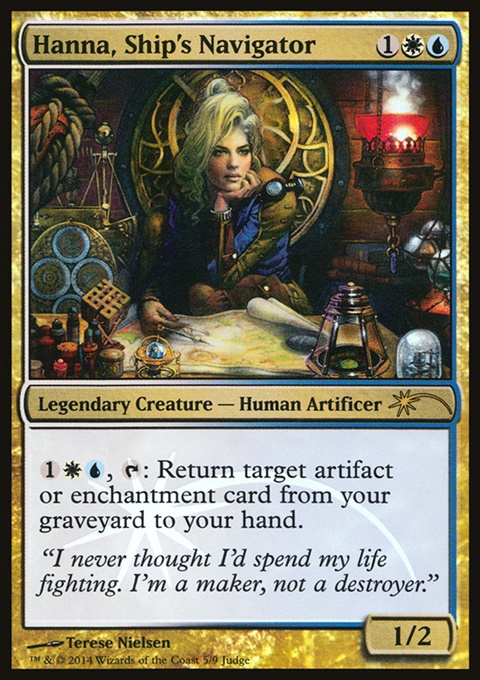 Hanna, Ship's Navigator 1
Legendary Creature — Human Artificer
1 , : Return target artifact
or enchantment card from your
graveyard to your hand.
“I never thought I’d spend my life
fighting. I’m a maker, not a destroyer.”
Terese Nielsen
1/2
™ & © 2014 Wizards of the Coast 5/9 Judge